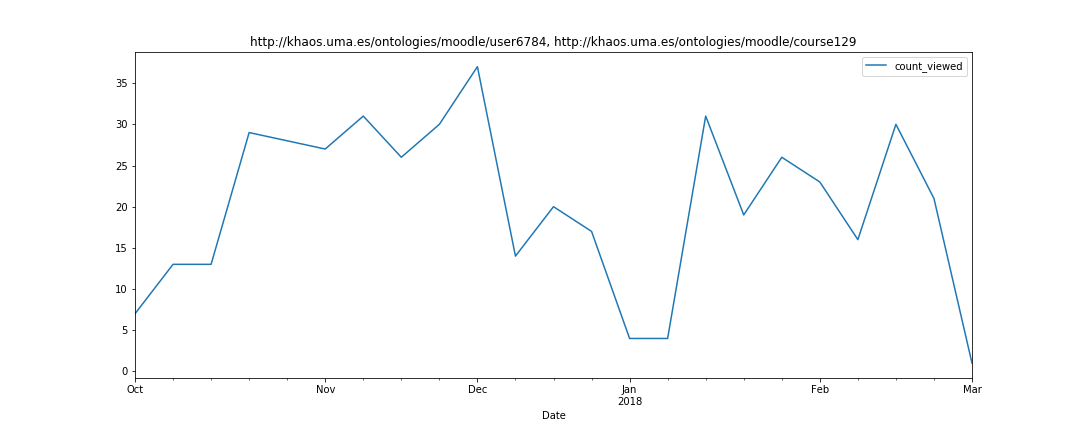 http://khaos.uma.es/ontologies/moodle/user6784, http://khaos.uma.es/ontologies/moodle/course129
count_viewed
35
30
25
20
15
10
5
0
Oct Nov Dec Jan Feb Mar
2018
Date